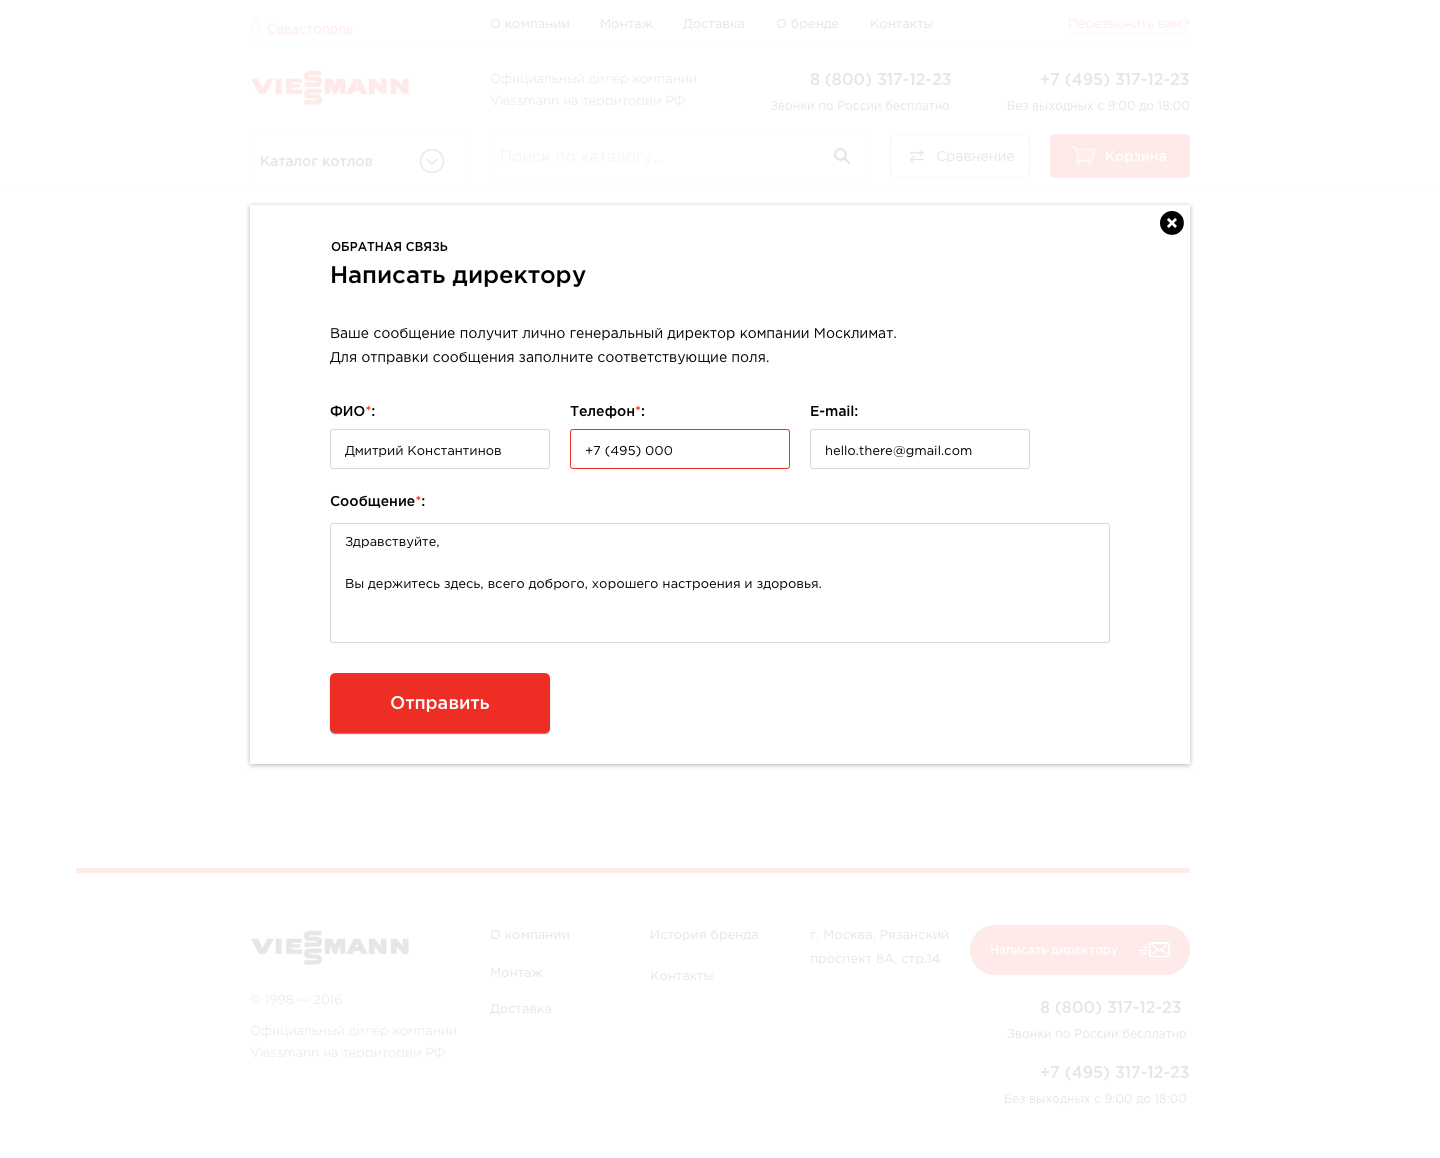 Севастополь
О компании Монтаж Доставка О бренде Контакты
Перезвонить вам?
VIESSMANN
Официальный дилер компании
Viessmann на территории РФ
8 (800) 317-12-23
Звонки по России бесплатно
+7 (495) 317-12-23
Без выходных с 9:00 до 18:00
Каталог котлов
Поиск по каталогу...
Сравнение
Корзина
ОБРАТНАЯ СВЯЗЬ
Написать директору
Ваше сообщение получит лично генеральный директор компании Москлимат.
Для отправки сообщения заполните соответствующие поля.
ФИО*:
Дмитрий Константинов
Телефон*:
+7 (495) 000
E-mail:
hello.there@gmail.com
Сообщение*:
Здравствуйте,
Вы держитесь здесь, всего доброго, хорошего настроения и здоровья.
Отправить
VIESSMANN
© 1998 — 2016
Официальный дилер компании
Viessmann на территории РФ
О компании
Монтаж
Доставка
История бренда
Контакты
г. Москва, Рязанский
проспект 8А, стр.14
Написать директору
8 (800) 317-12-23
Звонки по России бесплатно
+7 (495) 317-12-23
Без выходных с 9:00 до 18:00